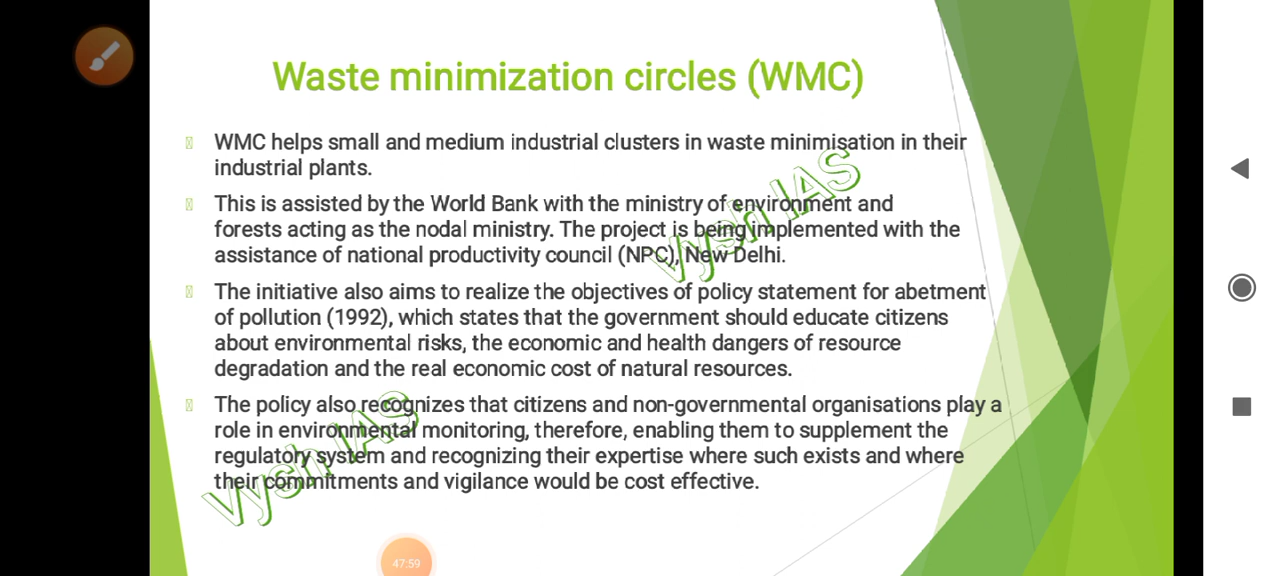 Waste minimization circles (WMC)
WMC helps small and medium industrial clusters in waste minimisation in their
industrial plants.
This is assisted by the World Bank with the ministry of environment and
forests acting as the nodal ministry. The project is being implemented with the
assistance of national productivity council (NPC), New Delhi.
The initiative also aims to realize the objectives of policy statement for abetment
of pollution (1992), which states that the government should educate citizens
about environmental risks, the economic and health dangers of resource
degradation and the real economic cost of natural resources.
The policy also recognizes that citizens and non-governmental organisations play a
role in environmental monitoring, therefore, enabling them to supplement the
regulatory system and recognizing their expertise where such exists and where
their commitments and vigilance would be cost effective.
Vysh IAS
Vysh IAS
47:59